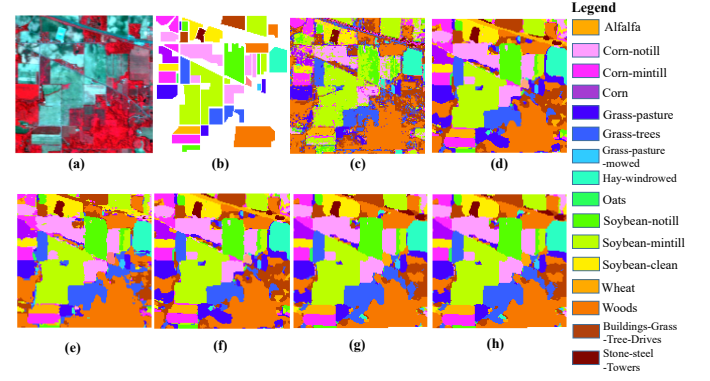 Legend
Alfalfa
Corn-notill
Corn-mintill
Corn
Grass-pasture
Grass-trees
Grass-pasture
-mowed
Hay-windrowed
Oats
Soybean-notill
Soybean-mintill
Soybean-clean
Wheat
Woods
Buildings-Grass
-Tree-Drives
Stone-steel
-Towers
(a)
(b)
(c)
(d)
(e)
(f)
(g)
(h)